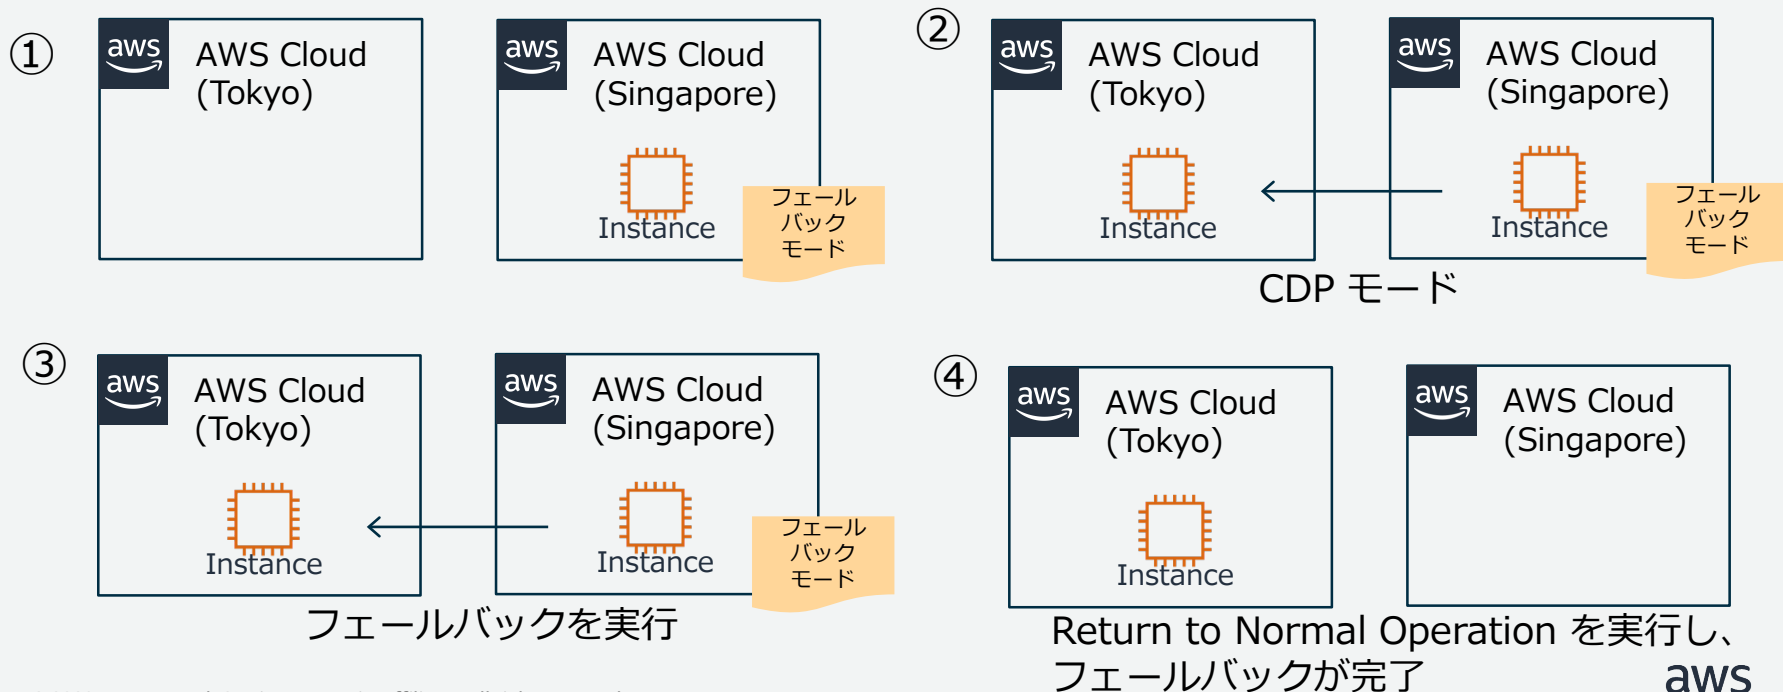 ①
aws
AWS Cloud
(Tokyo)
aws
AWS Cloud
(Singapore)
Instance
フェール
バック
モード
②
aws
AWS Cloud
(Tokyo)
Instance
aws
AWS Cloud
(Singapore)
Instance
フェール
バック
モード
CDP モード
③
aws
AWS Cloud
(Tokyo)
Instance
aws
AWS Cloud
(Singapore)
Instance
フェール
バック
モード
フェールバックを実行
④
aws
AWS Cloud
(Tokyo)
Instance
aws
AWS Cloud
(Singapore)
Return to Normal Operation を実行し、
フェールバックが完了
aws